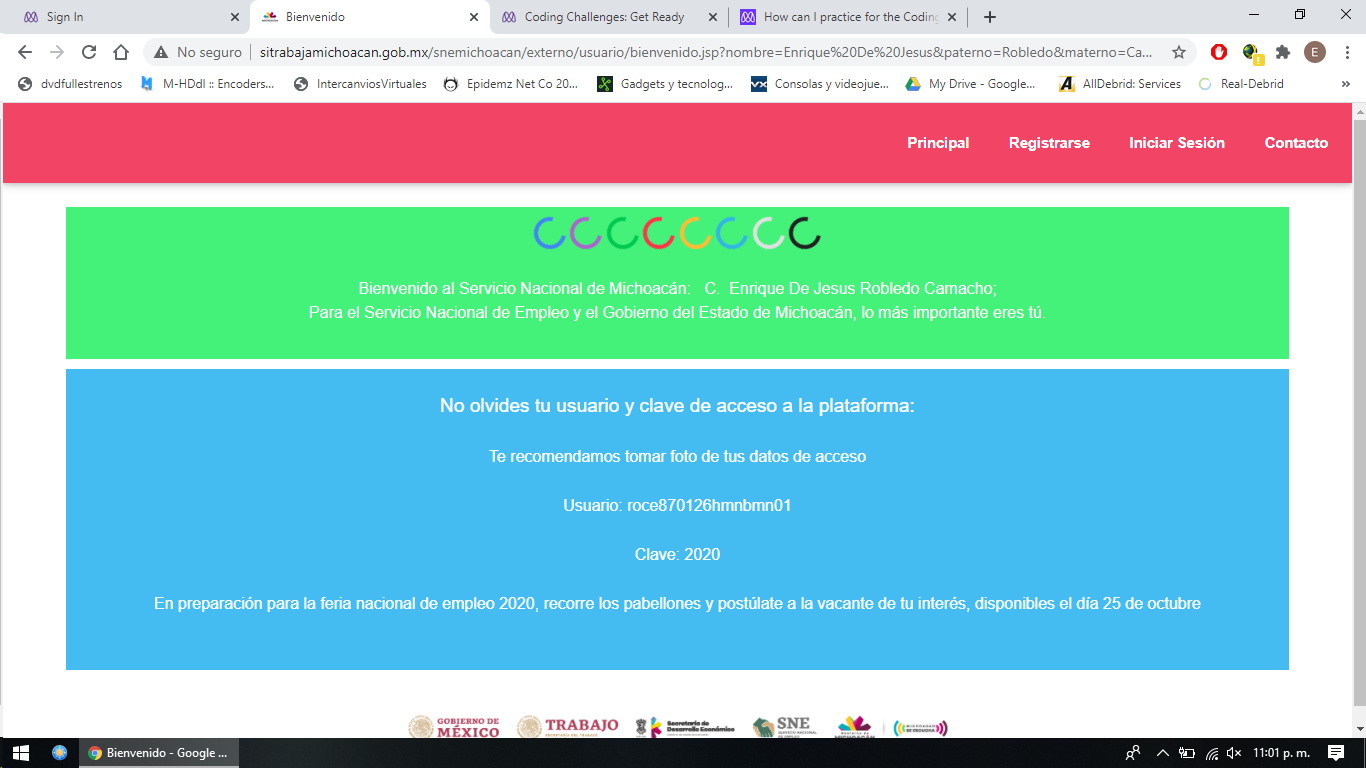 Sign In
Bienvenido
Coding Challenges: Get Ready
How can I practice for the Coding
No seguro
sitrabajamichoacan.gob.mx/snemichoacan/externo/usuario/bienvenido.jsp?nombre=Enrique%20De%20Jesus&paterno=Robledo&materno=Ca...
E
dvdfullestrenos
M-HDdl :: Encoders...
IntercanviosVirtuales
Epidemz Net Co 20...
Gadgets y tecnolog...
Consolas y videojue...
My Drive - Google...
AllDebrid: Services
Real-Debrid
»
Principal
Registrarse
Iniciar Sesión
Contacto
Bienvenido al Servicio Nacional de Michoacán: C. Enrique De Jesus Robledo Camacho;
Para el Servicio Nacional de Empleo y el Gobierno del Estado de Michoacán, lo más importante eres tú.
No olvides tu usuario y clave de acceso a la plataforma:
Te recomendamos tomar foto de tus datos de acceso
Usuario: roce870126hmnbmn01
Clave: 2020
En preparación para la feria nacional de empleo 2020, recorre los pabellones y postúlate a la vacante de tu interés, disponibles el día 25 de octubre
GOBIERNO DE
MÉXICO
TRABAJO
SECRETARÍA DEL TRABAJO
Secretaría de
Desarrollo Económico
SNE
Bienvenido - Google ...
11:01 p. m.